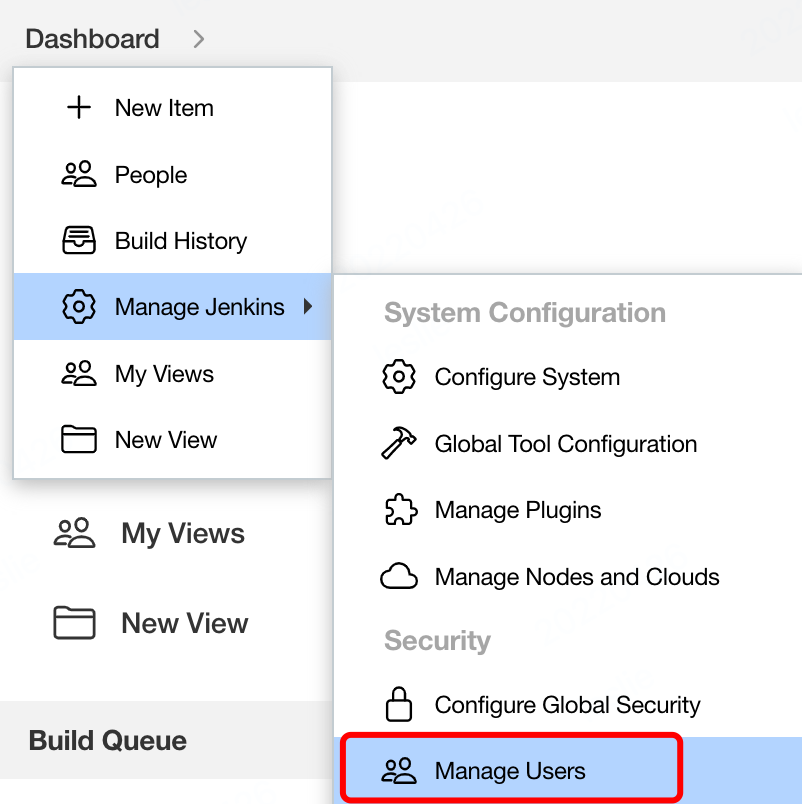 Dashboard
New Item
People
Build History
Manage Jenkins
My Views
New View
System Configuration
Configure System
Global Tool Configuration
Manage Plugins
Manage Nodes and Clouds
Security
Configure Global Security
Manage Users
My Views
New View
Build Queue